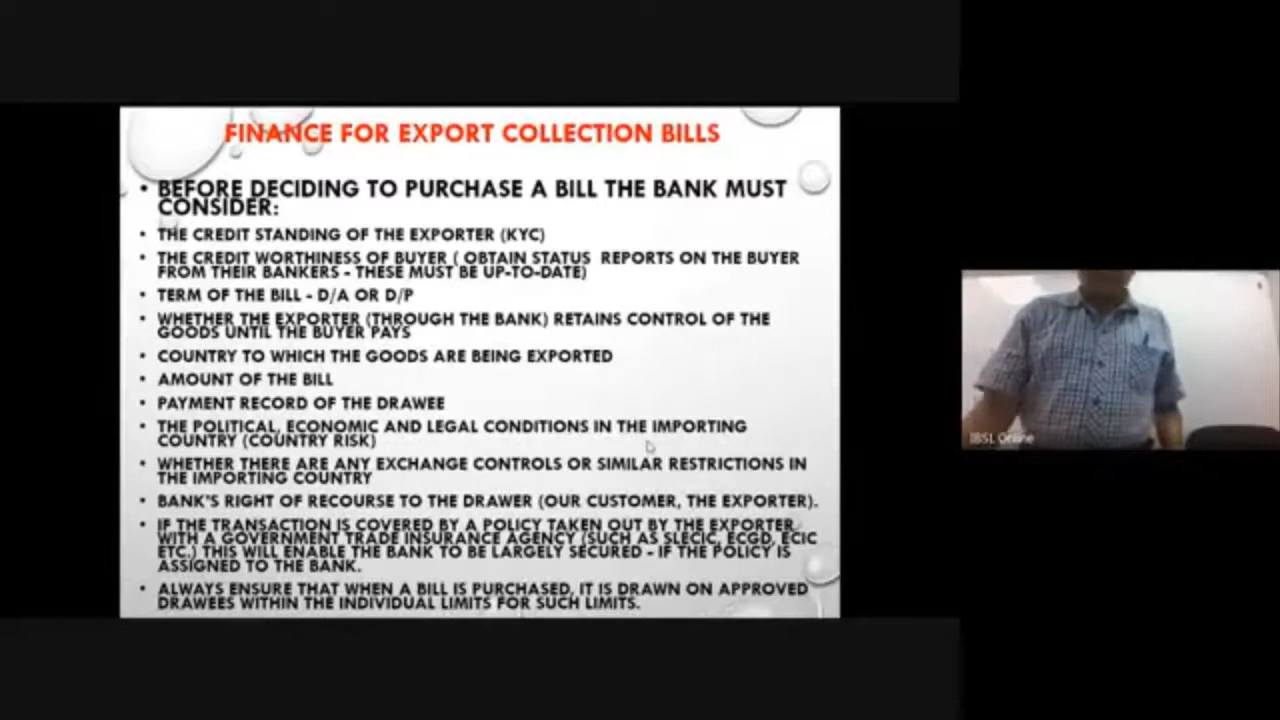 FINANCE FOR EXPORT COLLECTION BILLS
• BEFORE DECIDING TO PURCHASE A BILL THE BANK MUST
CONSIDER:
• THE CREDIT STANDING OF THE EXPORTER (KYC)
• THE CREDIT WORTHINESS OF BUYER ( OBTAIN STATUS REPORTS ON THE BUYER
FROM THEIR BANKERS - THESE MUST BE UP-TO-DATE)
• TERM OF THE BILL - D/A OR D/P
• WHETHER THE EXPORTER (THROUGH THE BANK) RETAINS CONTROL OF THE
GOODS UNTIL THE BUYER PAYS
• COUNTRY TO WHICH THE GOODS ARE BEING EXPORTED
• AMOUNT OF THE BILL
• PAYMENT RECORD OF THE DRAWEE
• THE POLITICAL, ECONOMIC AND LEGAL CONDITIONS IN THE IMPORTING
COUNTRY (COUNTRY RISK)
• WHETHER THERE ARE ANY EXCHANGE CONTROLS OR SIMILAR RESTRICTIONS IN
THE IMPORTING COUNTRY
• BANK"S RIGHT OF RECOURSE TO THE DRAWER (OUR CUSTOMER, THE EXPORTER).
• IF THE TRANSACTION IS COVERED BY A POLICY TAKEN OUT BY THE EXPORTER
WITH A GOVERNMENT TRADE INSURANCE AGENCY (SUCH AS SLECIC, ECGD, ECIC
ETC.) THIS WILL ENABLE THE BANK TO BE LARGELY SECURED - IF THE POLICY IS
ASSIGNED TO THE BANK.
• ALWAYS ENSURE THAT WHEN A BILL IS PURCHASED, IT IS DRAWN ON APPROVED
DRAWEES WITHIN THE INDIVIDUAL LIMITS FOR SUCH LIMITS.
IBSL Online